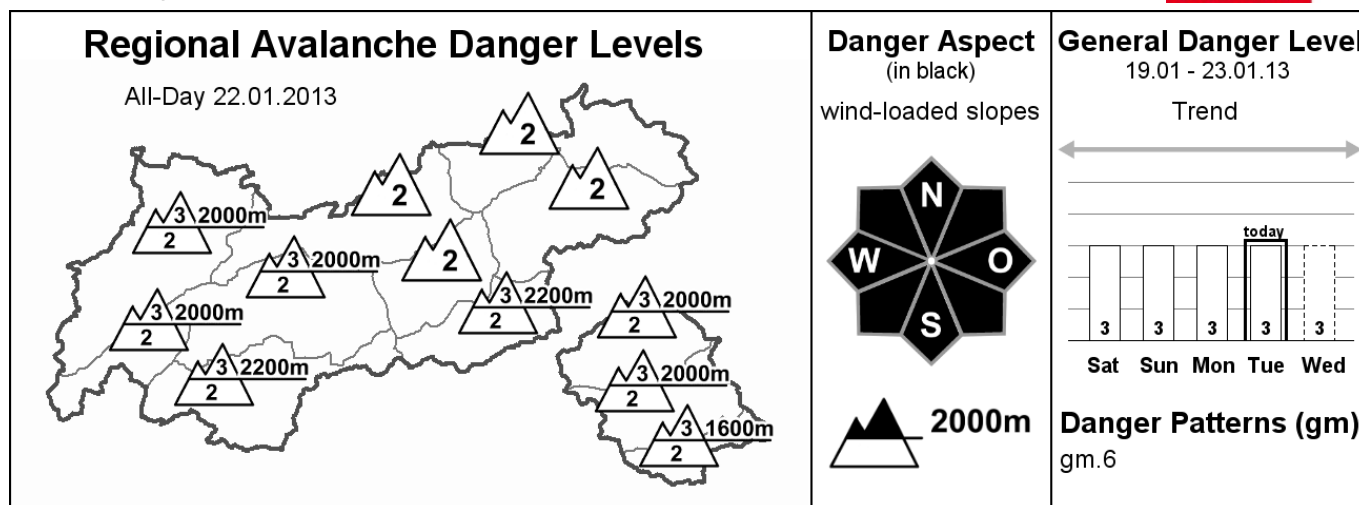 Regional Avalanche Danger Levels
All-Day 22.01.2013
2
2
2
3 2000m
2
2
3 2000m
2
3 2200m
2
3 2000m
2
3 2000m
2
3 2200m
2
3 2000m
2
3 1600m
2
Danger Aspect
(in black)
wind-loaded slopes
N
W O
S
2000m
General Danger Level
19.01 - 23.01.13
Trend
today
3 3 3 3 3
Sat Sun Mon Tue Wed
Danger Patterns (gm)
gm.6